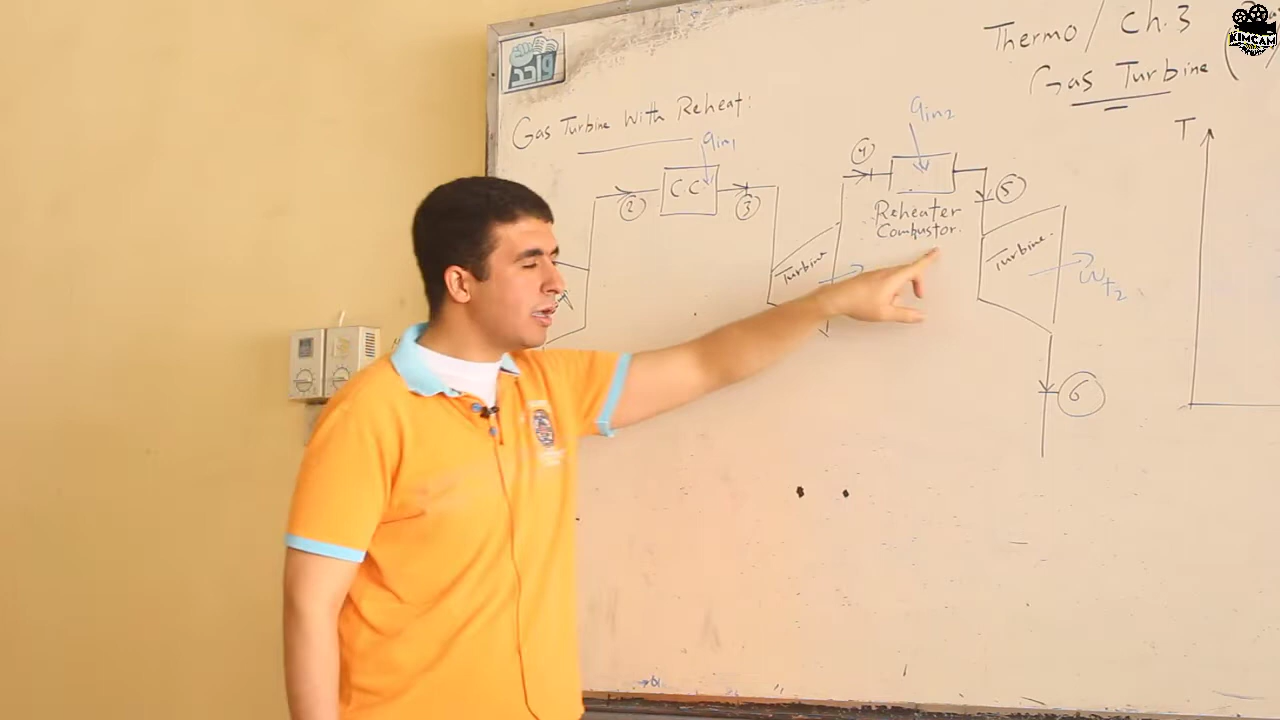 Thermo / Ch.3
Gas Turbine
KIMCAM
واحد
Gas Turbine With Reheat:
qin1
qin2
T
2
C.C
3
4
5
Reheater
Combustor.
Turbine
Turbine.
wt2
6